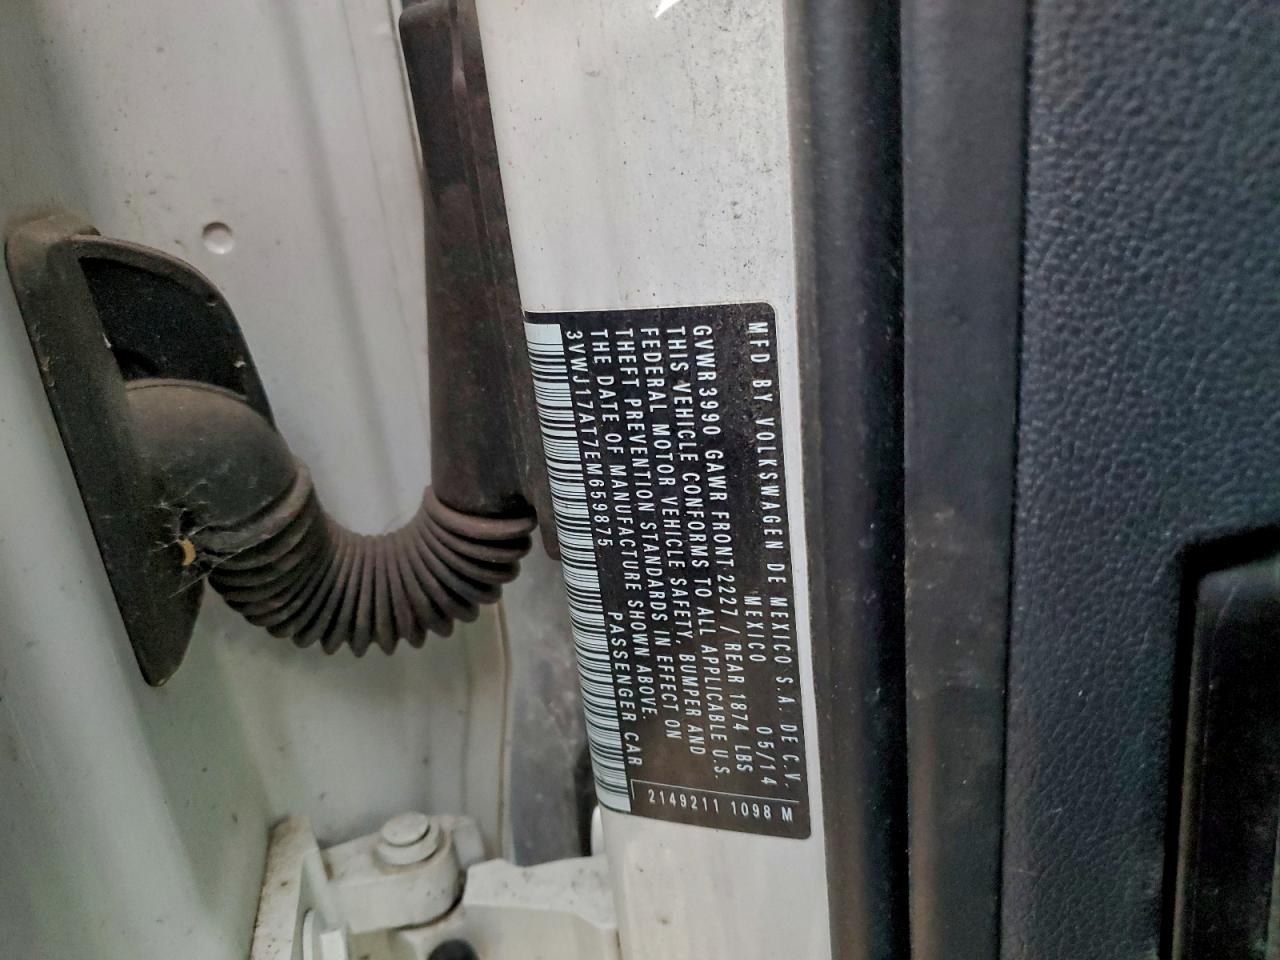 MFD BY VOLKSWAGEN DE MEXICO S.A. DE C.V.
MEXICO 05/14
GVWR 3990 GAWR FRONT 2227 / REAR 1874 LBS
THIS VEHICLE CONFORMS TO ALL APPLICABLE U.S.
FEDERAL MOTOR VEHICLE SAFETY, BUMPER AND
THEFT PREVENTION STANDARDS IN EFFECT ON
THE DATE OF MANUFACTURE SHOWN ABOVE.
3VWJ17AT7EM659875 PASSENGER CAR
2149211 1098 M